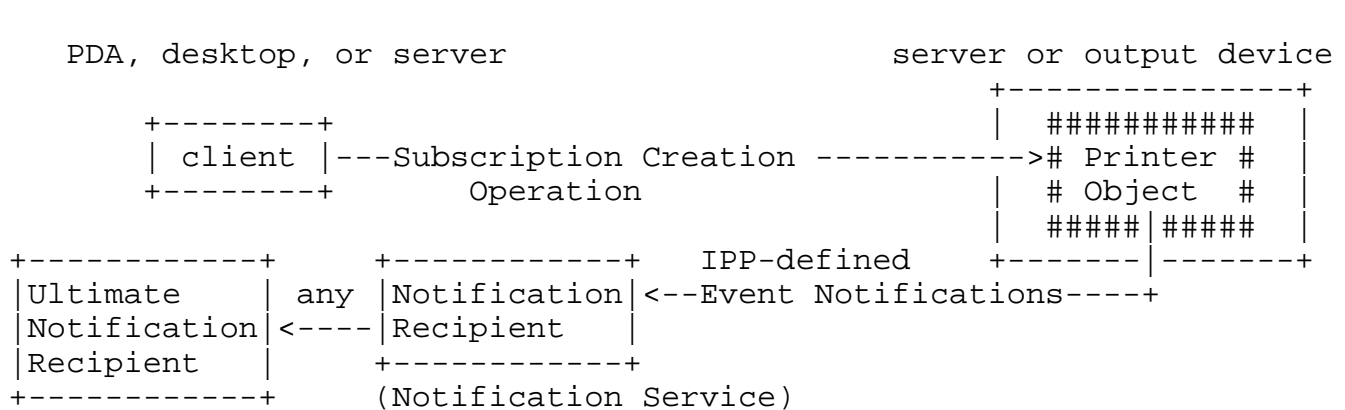 PDA, desktop, or server                      server or output device
                                               +---------------+
       +--------+                              |  ###########  |
       | client |---Subscription Creation -----------># Printer #  |
       +--------+       Operation                |  # Object  #  |
                                               |  #####|#####  |
+------------+     +------------+   IPP-defined    +-------|-------+
|Ultimate    | any |Notification|<--Event Notifications----+
|Notification|<----|Recipient   |
|Recipient   |     +------------+
+------------+     (Notification Service)